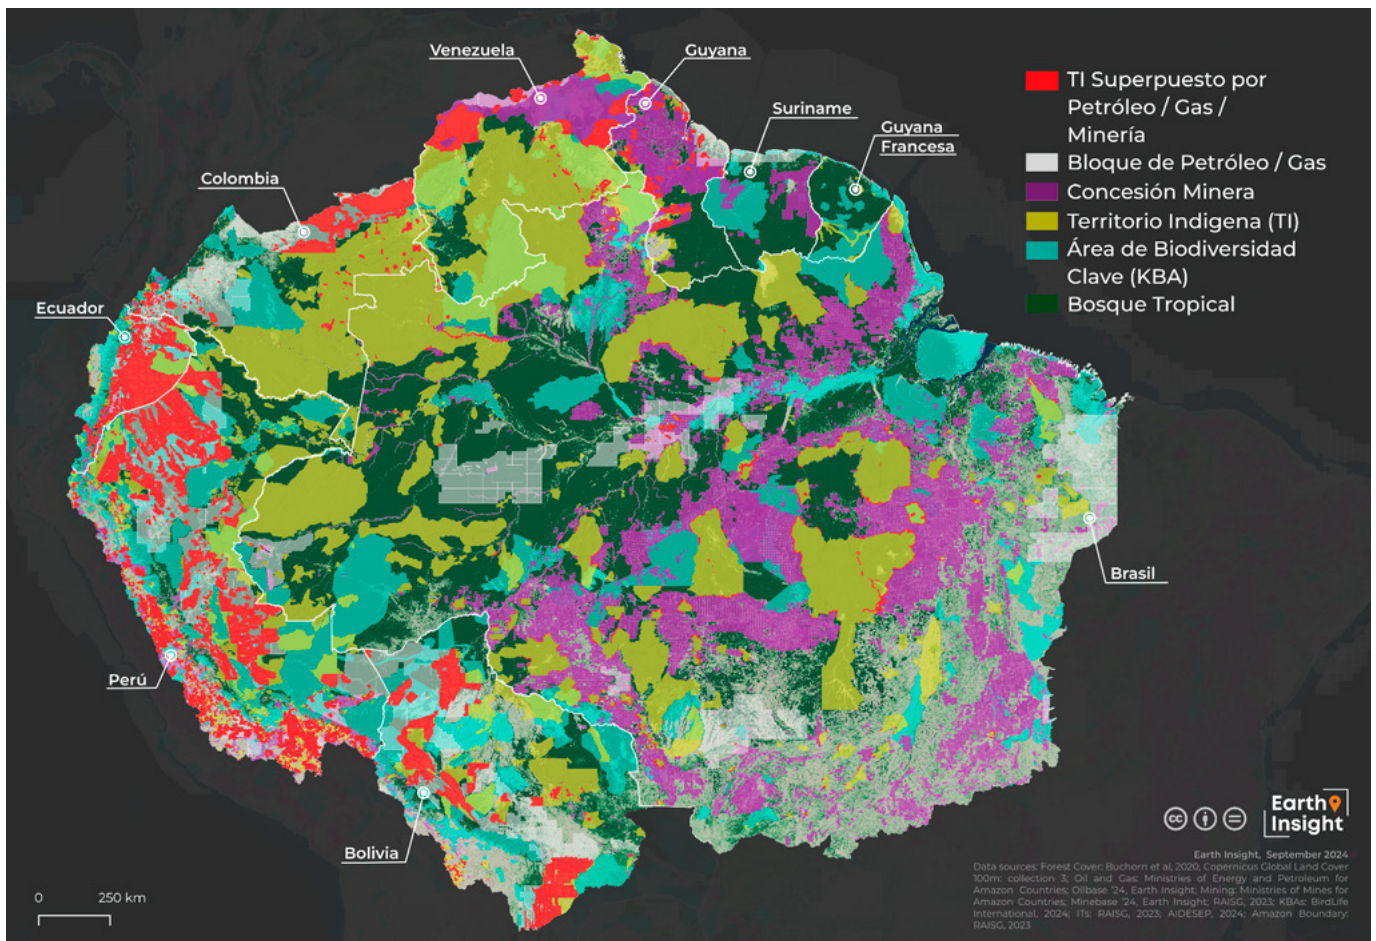 Venezuela
Guyana
Suriname
Guyana
Francesa
Colombia
Ecuador
Perú
Bolivia
Brasil
TI Superpuesto por
Petróleo / Gas /
Minería
Bloque de Petróleo / Gas
Concesión Minera
Territorio Indigena (TI)
Área de Biodiversidad
Clave (KBA)
Bosque Tropical
0 250 km
cc
Earth
Insight
Earth Insight, September 2024
Data sources: Forest Cover: Buchorn et al, 2020, Copernicus Global Land Cover
100m: collection 3; Oil and Gas: Ministries of Energy and Petroleum for
Amazon Countries; Oilbase '24, Earth Insight; Mining: Ministries of Mines for
Amazon Countries; Minebase '24, Earth Insight; RAISG, 2023; KBAs: BirdLife
International, 2024; ITs: RAISG, 2023; AIDESEP, 2024; Amazon Boundary:
RAISG, 2023